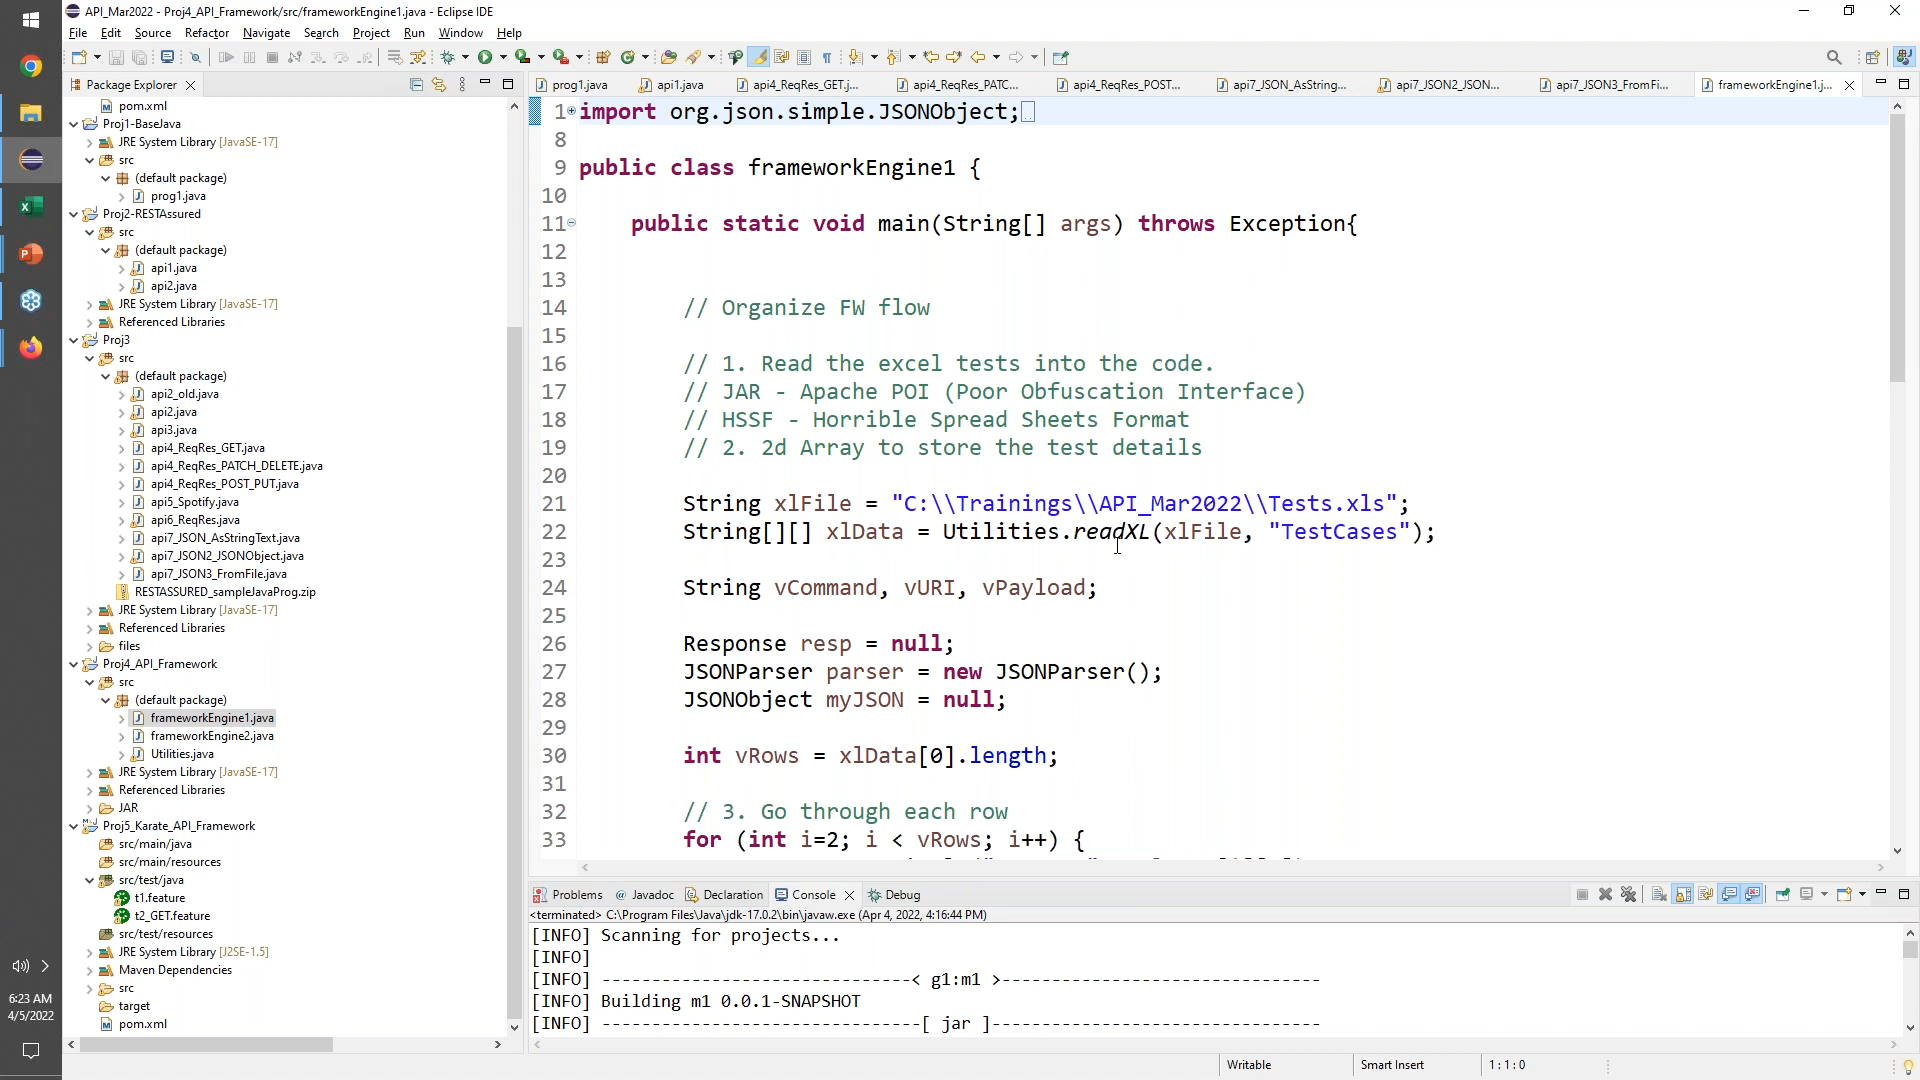 API_Mar2022 - Proj4_API_Framework/src/frameworkEngine1.java - Eclipse IDE
File Edit Source Refactor Navigate Search Project Run Window Help
Package Explorer
pom.xml
Proj1-BaseJava
JRE System Library [JavaSE-17]
src
(default package)
prog1.java
Proj2-RESTAssured
src
(default package)
api1.java
api2.java
JRE System Library [JavaSE-17]
Referenced Libraries
Proj3
src
(default package)
api2_old.java
api2.java
api3.java
api4_ReqRes_GET.java
api4_ReqRes_PATCH_DELETE.java
api4_ReqRes_POST_PUT.java
api5_Spotify.java
api6_ReqRes.java
api7_JSON_AsStringText.java
api7_JSON2_JSONObject.java
api7_JSON3_FromFile.java
RESTASSURED_sampleJavaProg.zip
JRE System Library [JavaSE-17]
Referenced Libraries
files
Proj4_API_Framework
src
(default package)
frameworkEngine1.java
frameworkEngine2.java
Utilities.java
JRE System Library [JavaSE-17]
Referenced Libraries
JAR
Proj5_Karate_API_Framework
src/main/java
src/main/resources
src/test/java
t1.feature
t2_GET.feature
src/test/resources
JRE System Library [J2SE-1.5]
Maven Dependencies
src
target
pom.xml
prog1.java api1.java api4_ReqRes_GET.j... api4_ReqRes_PATC... api4_ReqRes_POST... api7_JSON_AsString... api7_JSON2_JSON... api7_JSON3_FromFi... frameworkEngine1.j...
1 import org.json.simple.JSONObject;
8
9 public class frameworkEngine1 {
10
11 public static void main(String[] args) throws Exception{
12
13
14 // Organize FW flow
15
16 // 1. Read the excel tests into the code.
17 // JAR - Apache POI (Poor Obfuscation Interface)
18 // HSSF - Horrible Spread Sheets Format
19 // 2. 2d Array to store the test details
20
21 String xlFile = "C:\\Trainings\\API_Mar2022\\Tests.xls";
22 String[][] xlData = Utilities.readXL(xlFile, "TestCases");
23
24 String vCommand, vURI, vPayload;
25
26 Response resp = null;
27 JSONParser parser = new JSONParser();
28 JSONObject myJSON = null;
29
30 int vRows = xlData[0].length;
31
32 // 3. Go through each row
33 for (int i=2; i < vRows; i++) {
Problems Javadoc Declaration Console Debug
<terminated> C:\Program Files\Java\jdk-17.0.2\bin\javaw.exe (Apr 4, 2022, 4:16:44 PM)
[INFO] Scanning for projects...
[INFO]
[INFO] -------------------------------< g1:m1 >--------------------------------
[INFO] Building m1 0.0.1-SNAPSHOT
[INFO] --------------------------------[ jar ]---------------------------------
Writable Smart Insert 1:1:0
6:23 AM
4/5/2022